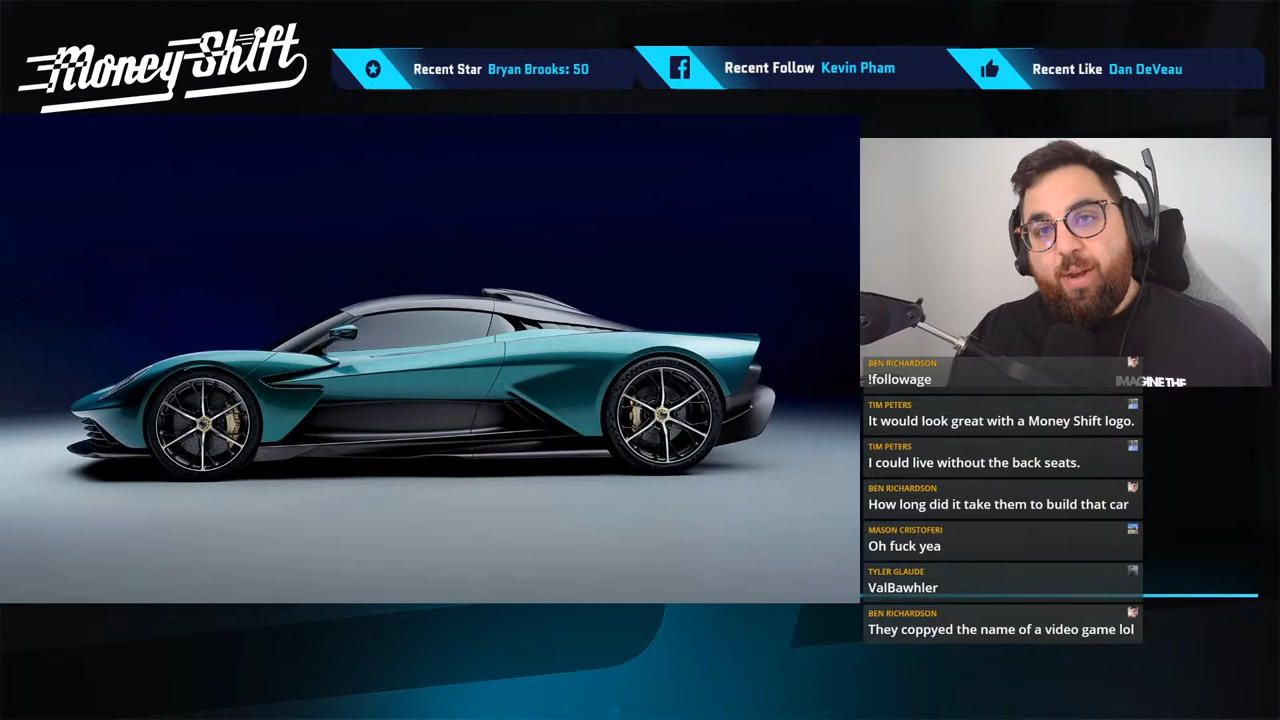 Money Shift
Recent Star Bryan Brooks: 50
Recent Follow Kevin Pham
Recent Like Dan DeVeau
BEN RICHARDSON
!followage
IMAGINE THE
TIM PETERS
It would look great with a Money Shift logo.
TIM PETERS
I could live without the back seats.
BEN RICHARDSON
How long did it take them to build that car
MASON CRISTOFERI
Oh fuck yea
TYLER GLAUDE
ValBawhler
BEN RICHARDSON
They coppyed the name of a video game lol